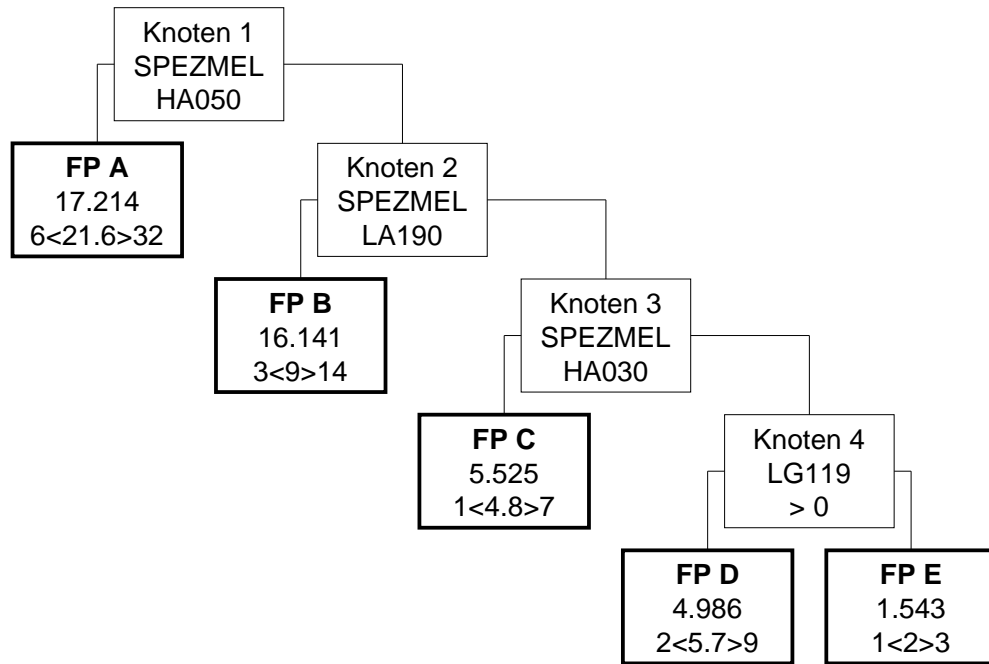 Knoten 1
SPEZMEL
HA050
FP A
17.214
6<21.6>32
Knoten 2
SPEZMEL
LA190
FP B
16.141
3<9>14
Knoten 3
SPEZMEL
HA030
FP C
5.525
1<4.8>7
Knoten 4
LG119
> 0
FP D
4.986
2<5.7>9
FP E
1.543
1<2>3